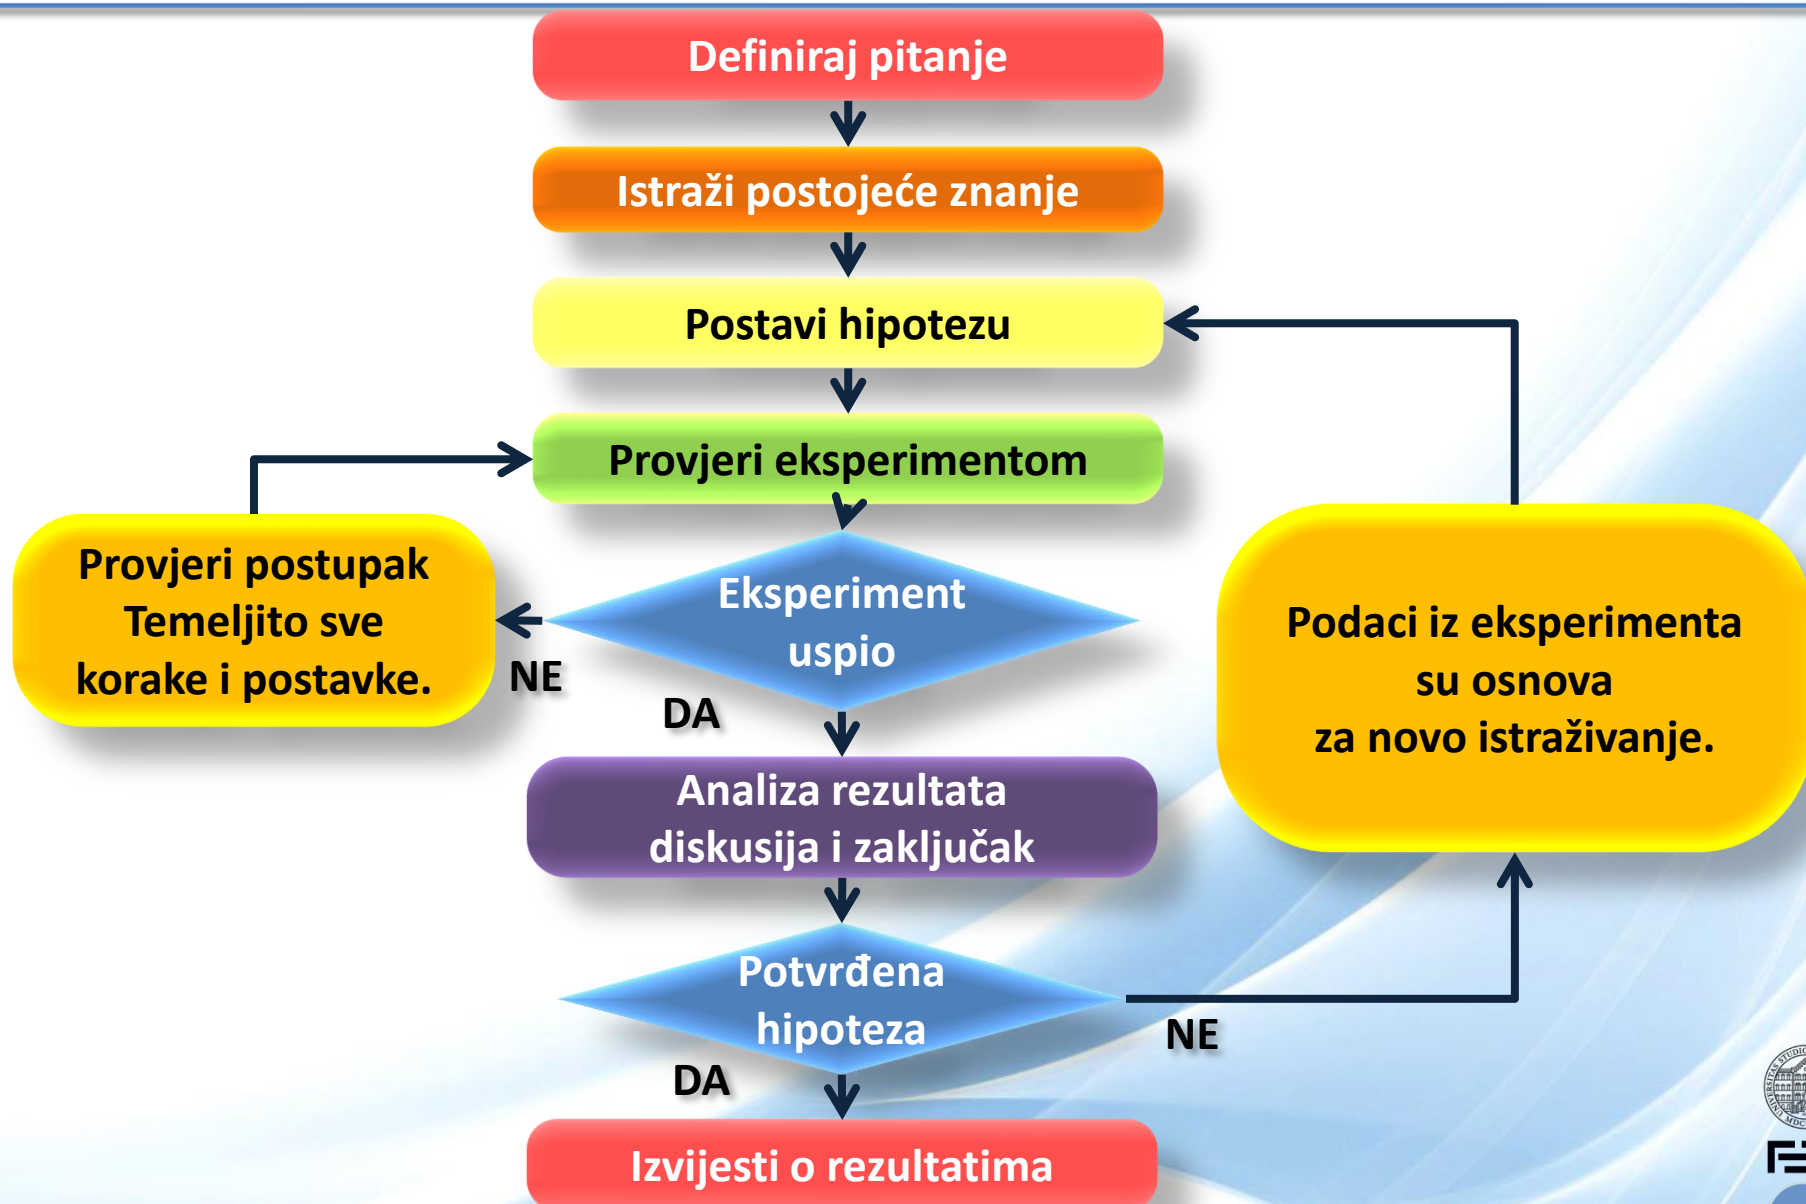 Definiraj pitanje
Istraži postojeće znanje
Postavi hipotezu
Provjeri eksperimentom
Provjeri postupak
Temeljito sve
korake i postavke.
NE
Eksperiment
uspio
DA
Podaci iz eksperimenta
su osnova
za novo istraživanje.
Analiza rezultata
diskusija i zaključak
Potvrđena
hipoteza
NE
DA
Izvijesti o rezultatima